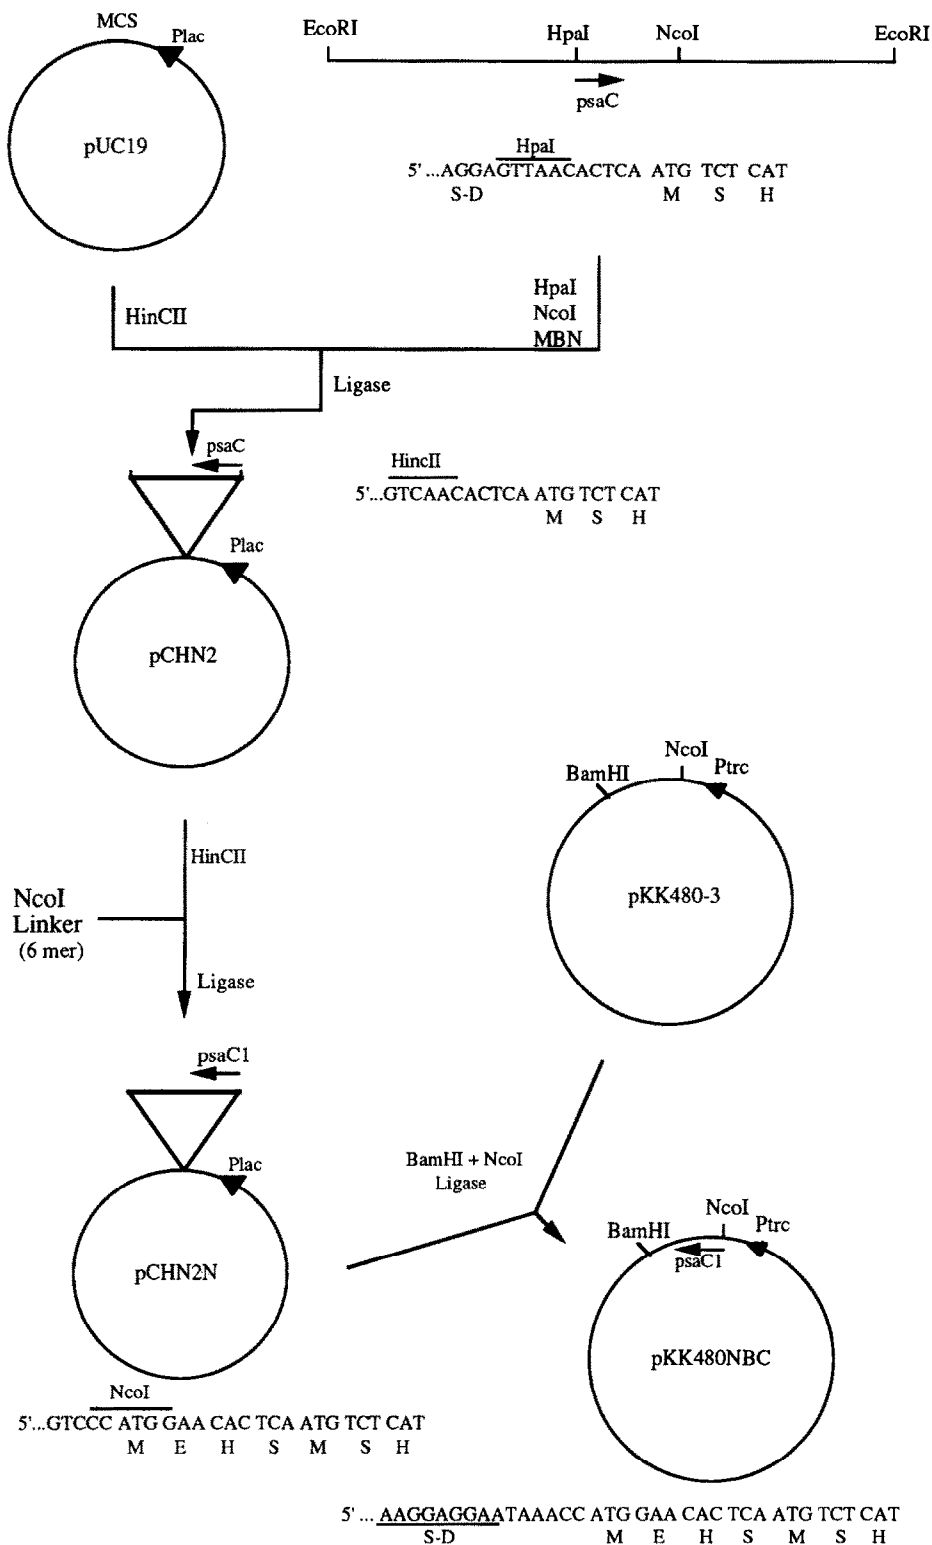 MCS
Plac
pUC19
EcoRI HpaI NcoI EcoRI
psaC
HpaI
5' ...AGGAGTTAACACTCA ATG TCT CAT
S-D M S H
HinCII
HpaI
NcoI
MBN
Ligase
psaC
HincII
5'...GTCAACACTCA ATG TCT CAT
M S H
Plac
pCHN2
HinCII
NcoI
Linker
(6 mer)
Ligase
NcoI
BamHI
Ptrc
pKK480-3
psaC1
Plac
pCHN2N
BamHI + NcoI
Ligase
NcoI
BamHI
Ptrc
psaC1
pKK480NBC
NcoI
5'...GTCCC ATGG GAA CAC TCA ATG TCT CAT
M E H S M S H
5' ... AAGGAGGAATAAACC ATGG GAA CAC TCA ATG TCT CAT
S-D M E H S M S H